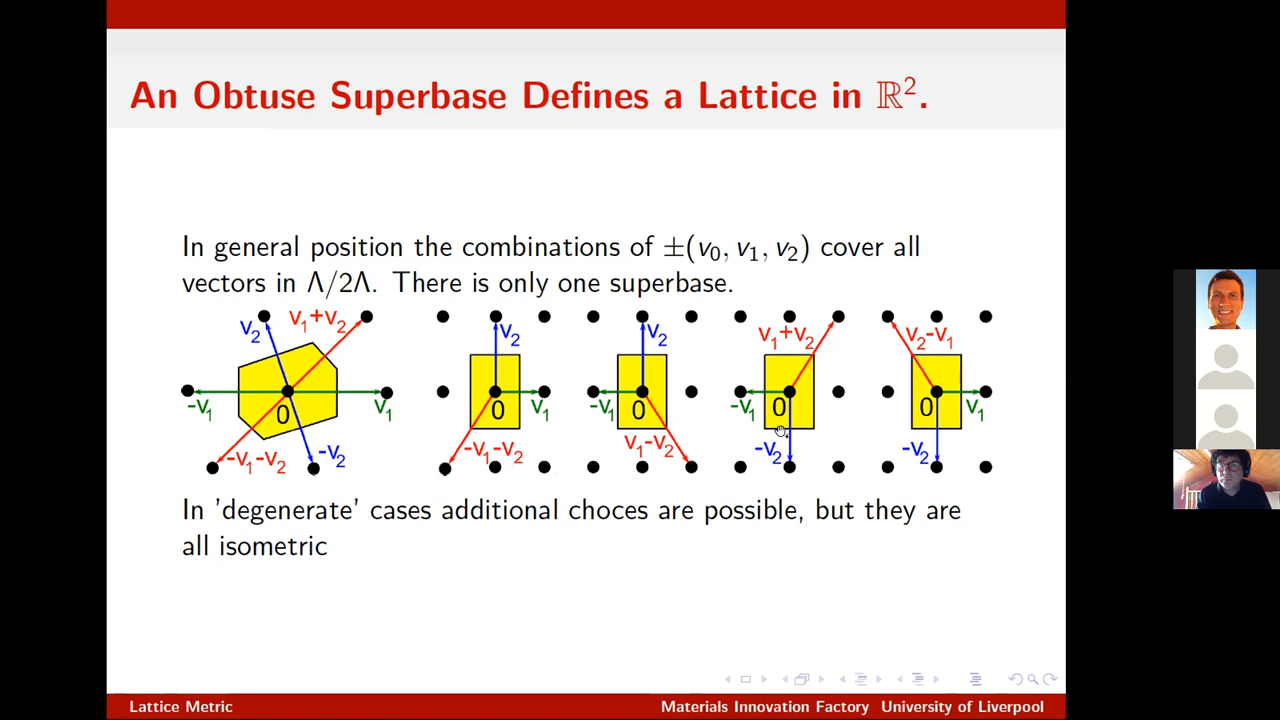 An Obtuse Superbase Defines a Lattice in ℝ².
In general position the combinations of ±(v₀, v₁, v₂) cover all
vectors in Λ/2Λ. There is only one superbase.
v₂ v₁+v₂ -v₁ 0 v₁ -v₁-v₂ -v₂
v₂ 0 v₁ -v₁-v₂
v₂ -v₁ 0 v₁-v₂
v₁+v₂ -v₁ 0 -v₂
v₂-v₁ 0 v₁ -v₂
In 'degenerate' cases additional choces are possible, but they are
all isometric
Lattice Metric
Materials Innovation Factory University of Liverpool